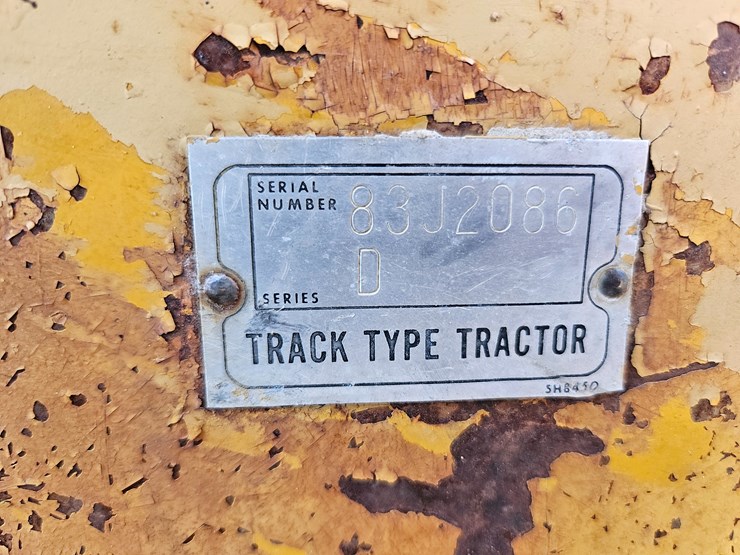 SERIAL
NUMBER 83J2086
SERIES D
TRACK TYPE TRACTOR
5H8450